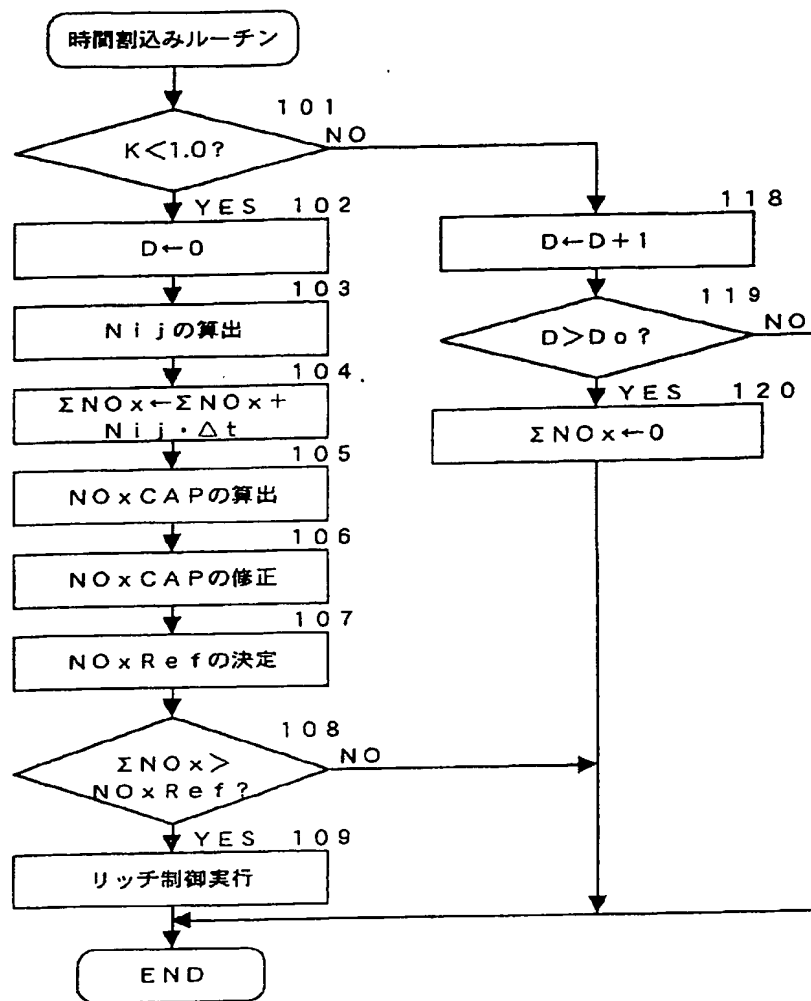 時間割込みルーチン
101
K<1.0?
NO
YES 102
D←0
103
Nijの算出
104
ΣNOx←ΣNOx+
Nij・Δt
105
NOxCAPの算出
106
NOxCAPの修正
107
NOxRefの決定
108
ΣNOx>
NOxRef?
NO
YES 109
リッチ制御実行
END
118
D←D+1
119
D>Do?
NO
YES 120
ΣNOx←0